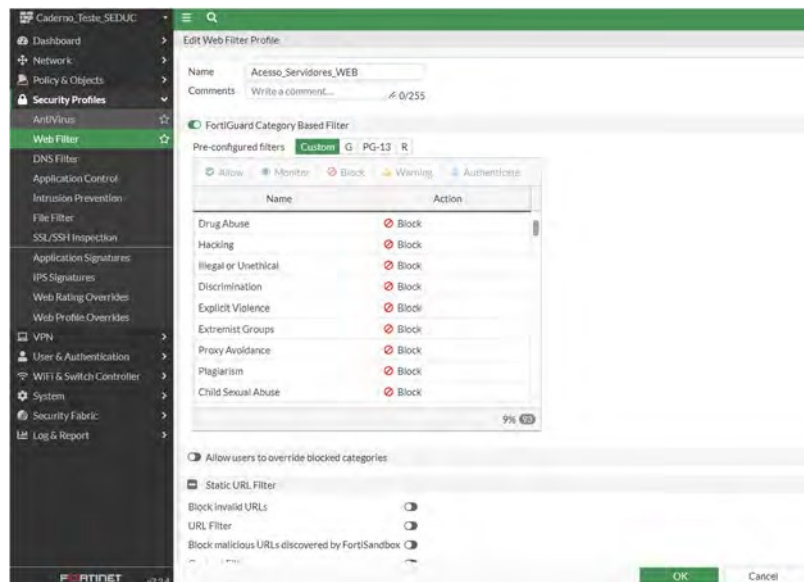 Caderno_Teste_SEDUC
Dashboard
Network
Policy & Objects
Security Profiles
AntiVirus
Web Filter
DNS Filter
Application Control
Intrusion Prevention
File Filter
SSL/SSH Inspection
Application Signatures
IPS Signatures
Web Rating Overrides
Web Profile Overrides
VPN
User & Authentication
WiFi & Switch Controller
System
Security Fabric
Log & Report
FORTINET
Edit Web Filter Profile
Name Acesso_Servidores_WEB
Comments Write a comment... 0/255
FortiGuard Category Based Filter
Pre-configured filters Custom G PG-13 R
Allow Monitor Block Warning Authenticate
Name Action
Drug Abuse Block
Hacking Block
Illegal or Unethical Block
Discrimination Block
Explicit Violence Block
Extremist Groups Block
Proxy Avoidance Block
Plagiarism Block
Child Sexual Abuse Block
9% 93
Allow users to override blocked categories
Static URL Filter
Block invalid URLs
URL Filter
Block malicious URLs discovered by FortiSandbox
OK Cancel